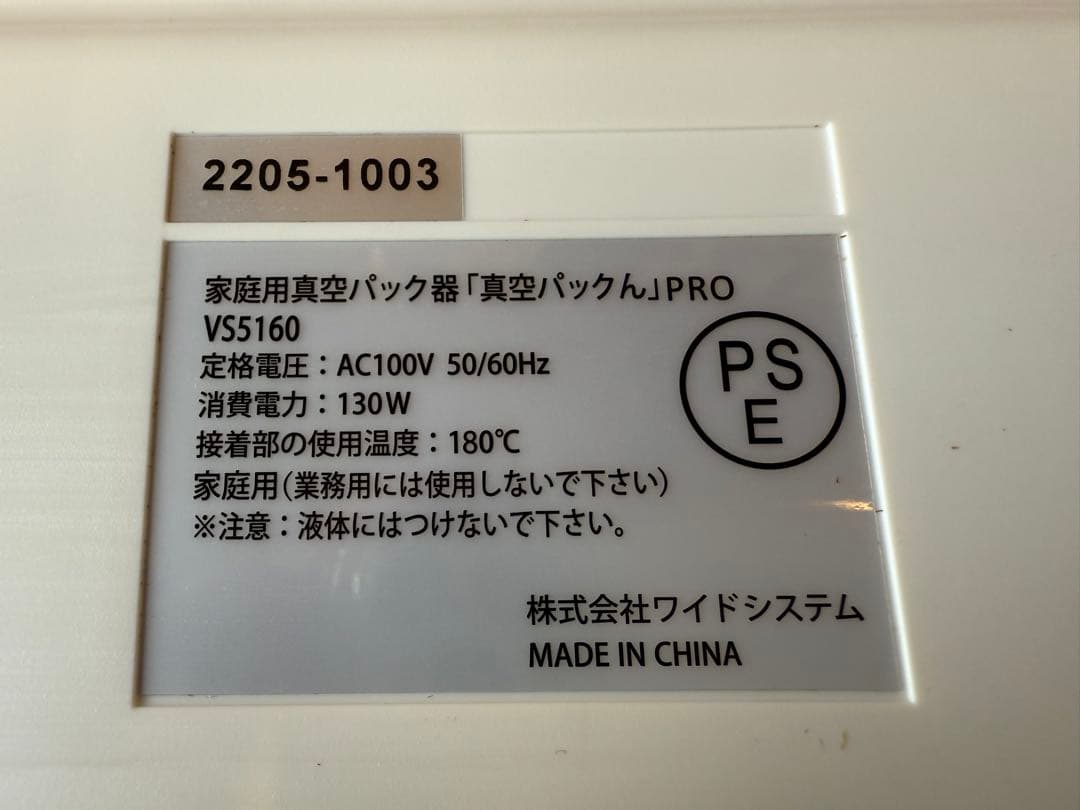 2205-1003
家庭用真空パック器「真空パックん」PRO
VS5160
定格電圧：AC100V 50/60Hz
消費電力：130W
接着部の使用温度：180℃
家庭用（業務用には使用しないで下さい）
※注意：液体にはつけないで下さい。
PS
E
株式会社ワイドシステム
MADE IN CHINA